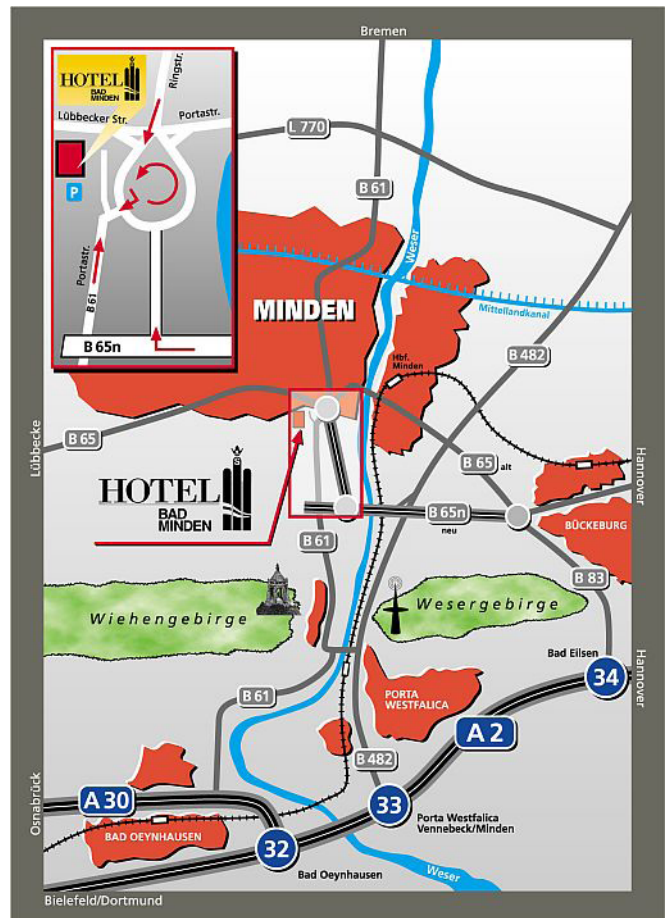 Bremen
HOTEL
BAD
MINDEN
Ringstr.
Lübbecker Str.
Portastr.
P
Portastr.
B 61
B 65n
L 770
B 61
Weser
MINDEN
Mittellandkanal
Hbf.
Minden
B 482
Lübbecke
B 65
B 65 alt
Hannover
HOTEL
BAD
MINDEN
S
B 65n
neu
BÜCKEBURG
B 61
B 83
Wiehengebirge
Wesergebirge
Bad Eilsen
34
Hannover
B 61
PORTA
WESTFALICA
A 2
B 482
Osnabrück
A 30
33
Porta Westfalica
Vennebeck/Minden
BAD OEYNHAUSEN
32
Bad Oeynhausen
Weser
Bielefeld/Dortmund